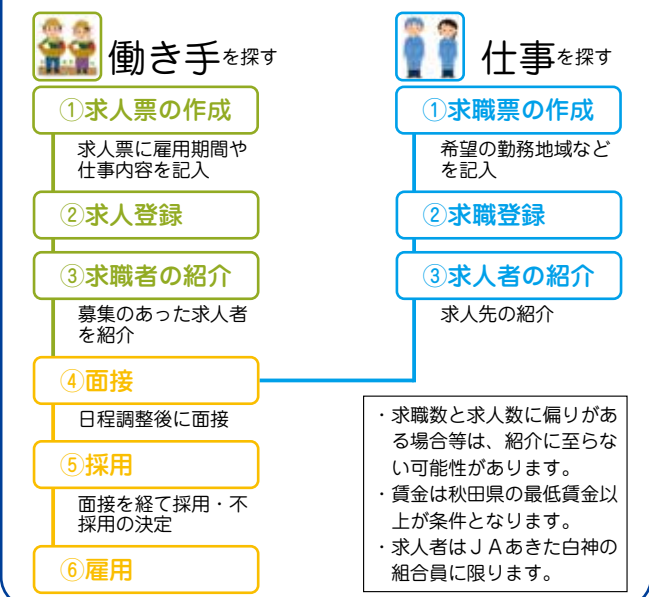 働き手を探す
①求人票の作成
求人票に雇用期間や
仕事内容を記入
②求人登録
③求職者の紹介
募集のあった求人者
を紹介
④面接
日程調整後に面接
⑤採用
面接を経て採用・不
採用の決定
⑥雇用
仕事を探す
①求職票の作成
希望の勤務地域など
を記入
②求職登録
③求人者の紹介
求人先の紹介
・求職数と求人数に偏りがあ
る場合等は、紹介に至らな
い可能性があります。
・賃金は秋田県の最低賃金以
上が条件となります。
・求人者はＪＡあきた白神の
組合員に限ります。